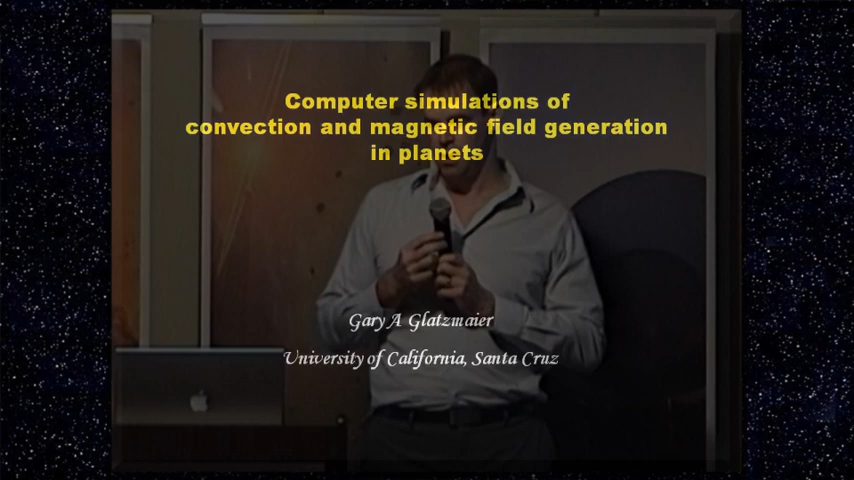 Computer simulations of
convection and magnetic field generation
in planets
Gary A Glatzmaier
University of California, Santa Cruz